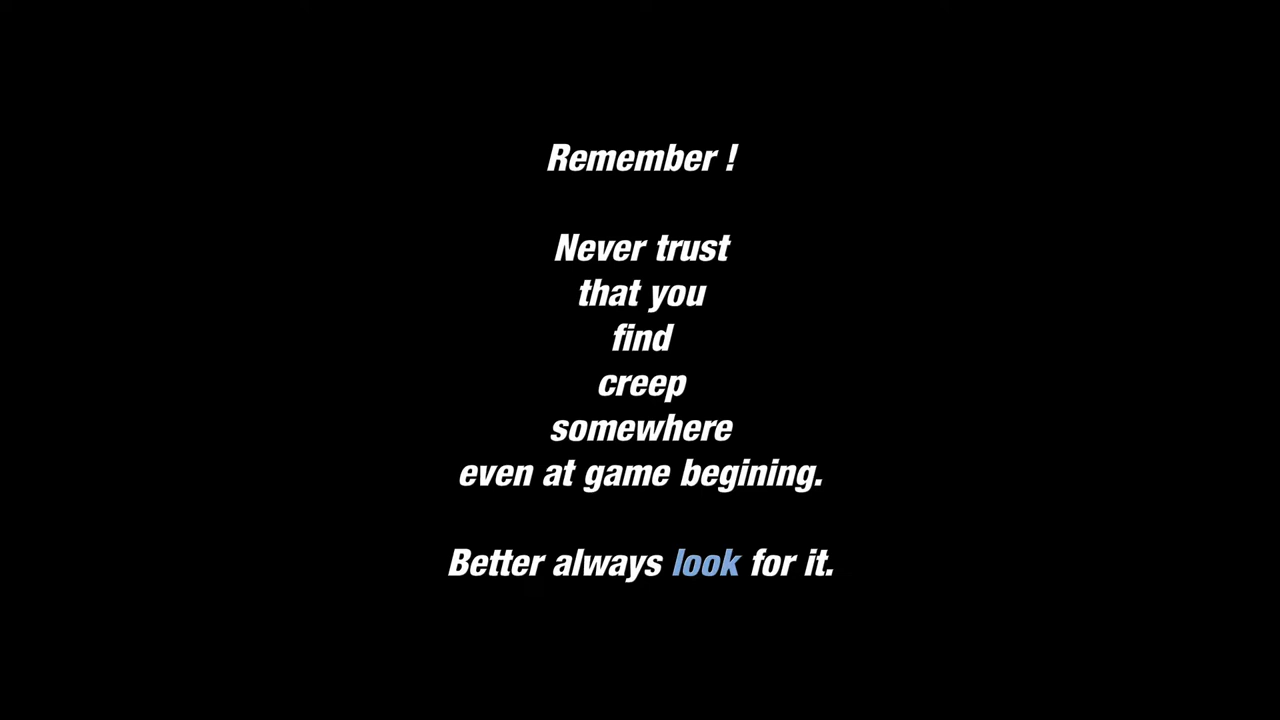 Remember !
Never trust
that you
find
creep
somewhere
even at game begining.
Better always look for it.